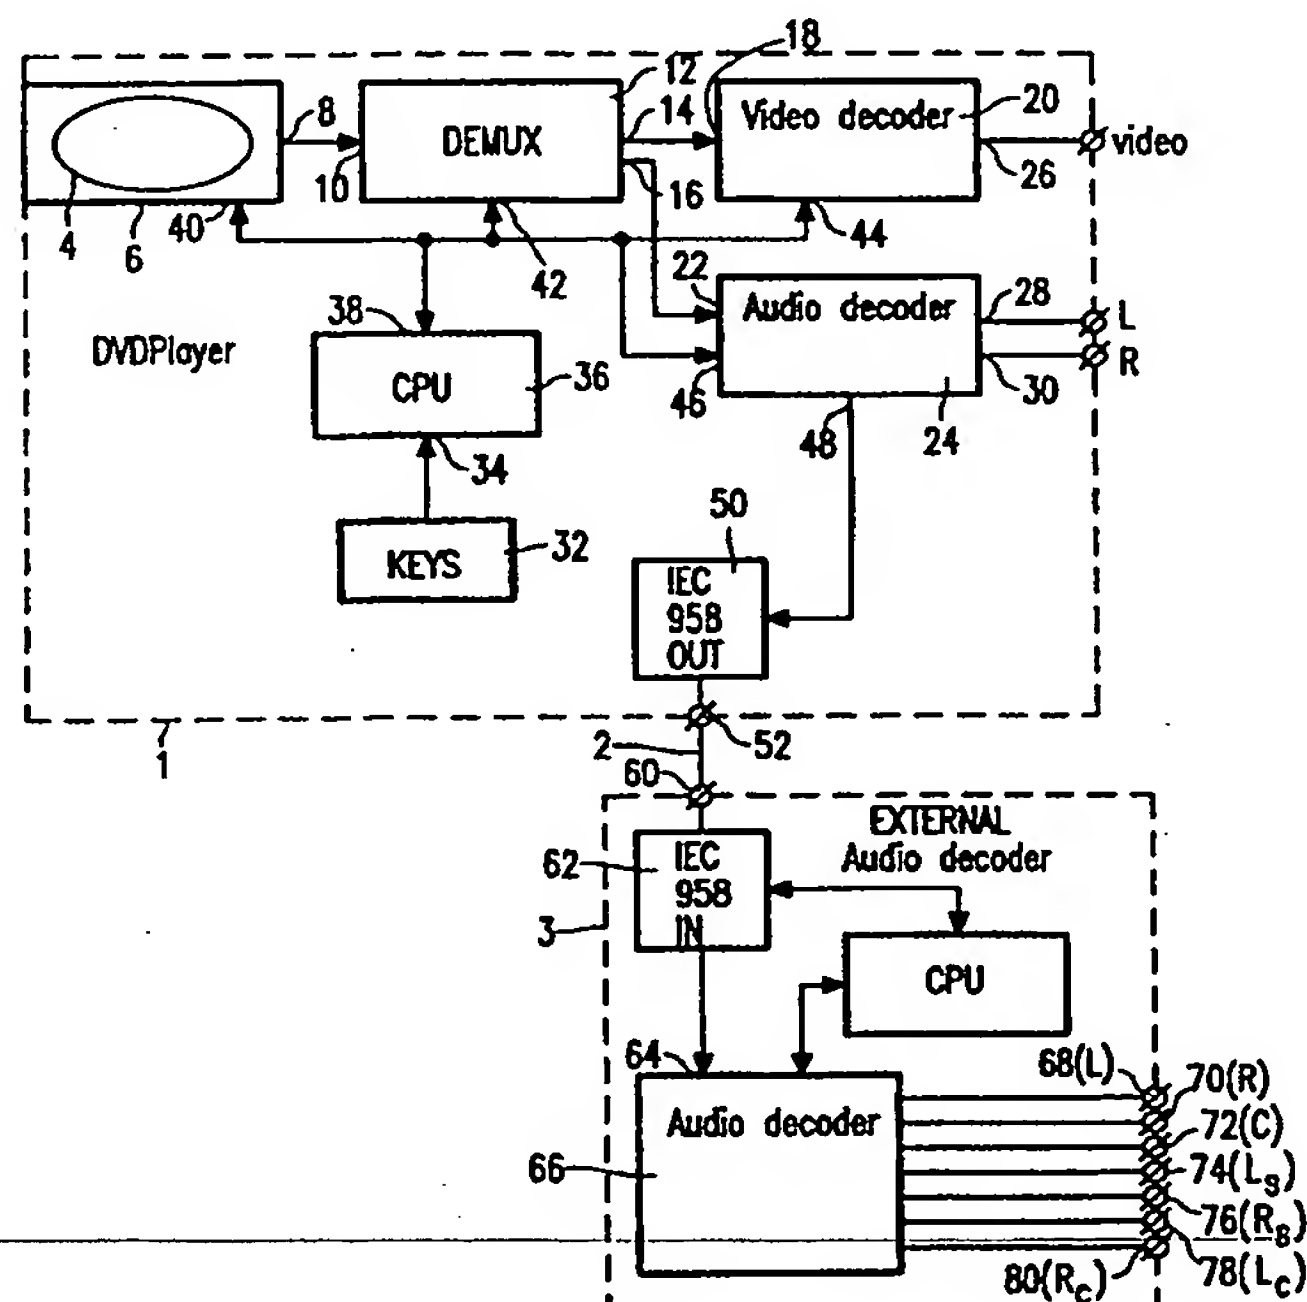 18
12
8
14
Video decoder
20
DEMUX
video
10
16
26
4
6
40
44
42
22
Audio decoder
28
L
38
DVDPlayer
R
CPU
36
46
30
48
24
34
50
KEYS
32
IEC
958
OUT
1
2
52
60
EXTERNAL
Audio decoder
62
IEC
958
IN
3
CPU
64
68(L)
70(R)
Audio decoder
72(C)
66
74(Ls)
76(Rs)
80(Rc)
78(Lc)